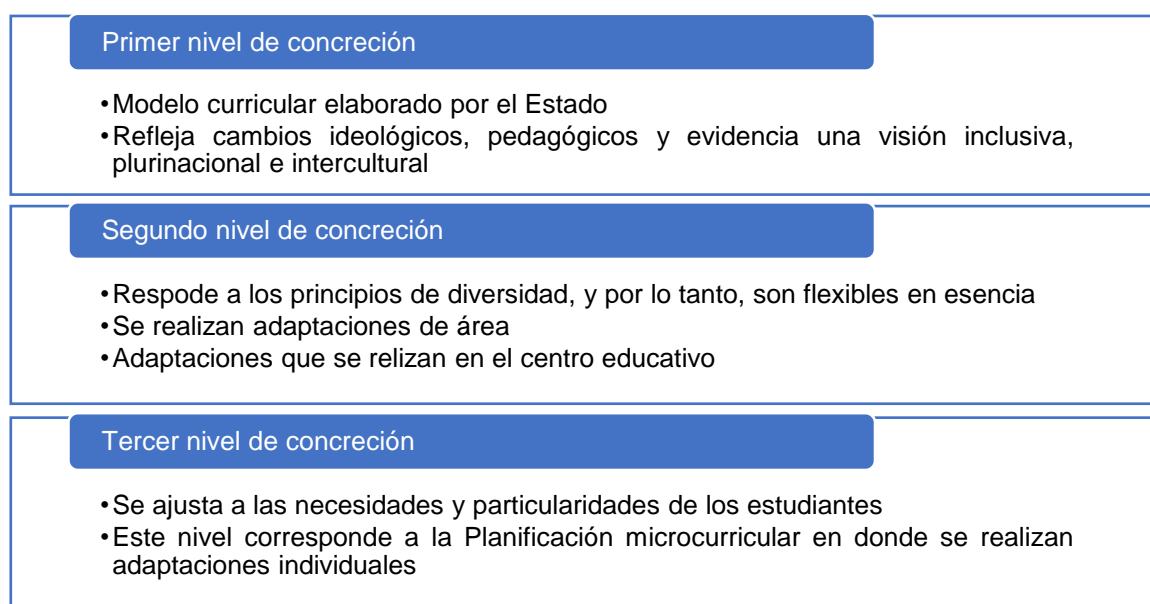 Primer nivel de concreción
•Modelo curricular elaborado por el Estado
•Refleja cambios ideológicos, pedagógicos y evidencia una visión inclusiva,
plurinacional e intercultural
Segundo nivel de concreción
•Respode a los principios de diversidad, y por lo tanto, son flexibles en esencia
•Se realizan adaptaciones de área
•Adaptaciones que se relizan en el centro educativo
Tercer nivel de concreción
•Se ajusta a las necesidades y particularidades de los estudiantes
•Este nivel corresponde a la Planificación microcurricular en donde se realizan
adaptaciones individuales